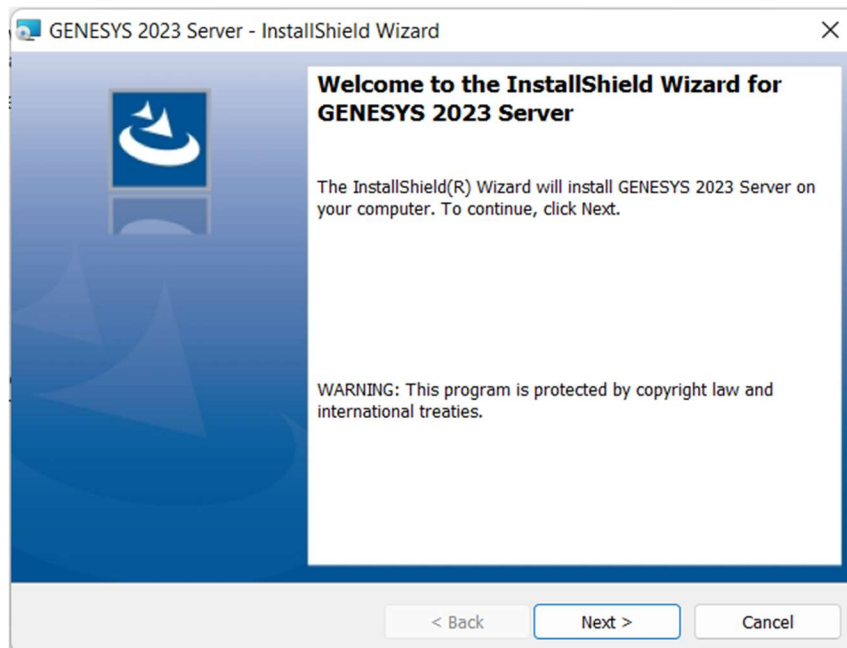 GENESYS 2023 Server - InstallShield Wizard
Welcome to the InstallShield Wizard for
GENESYS 2023 Server
The InstallShield(R) Wizard will install GENESYS 2023 Server on
your computer. To continue, click Next.
WARNING: This program is protected by copyright law and
international treaties.
< Back
Next >
Cancel